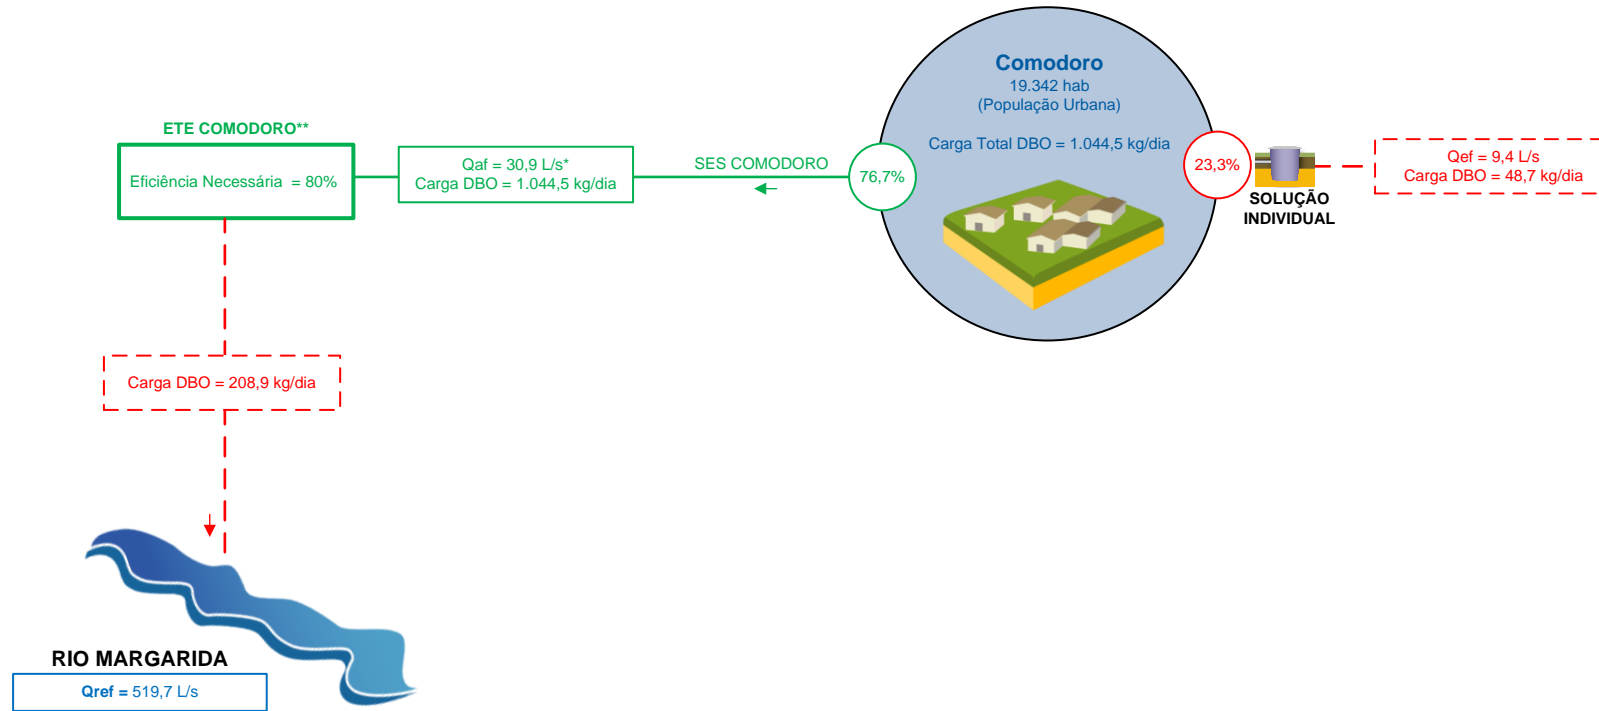 Comodoro
19.342 hab
(População Urbana)
Carga Total DBO = 1.044,5 kg/dia
ETE COMODORO**
Eficiência Necessária = 80%
Qaf = 30,9 L/s*
Carga DBO = 1.044,5 kg/dia
SES COMODORO
76,7%
23,3%
SOLUÇÃO
INDIVIDUAL
Qef = 9,4 L/s
Carga DBO = 48,7 kg/dia
Carga DBO = 208,9 kg/dia
RIO MARGARIDA
Qref = 519,7 L/s